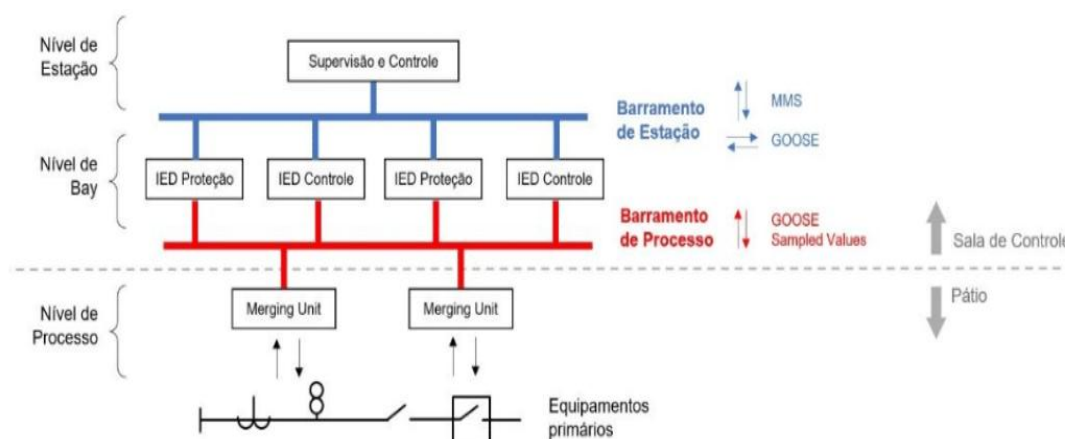 Nível de
Estação
Supervisão e Controle
Barramento
de Estação
MMS
GOOSE
Nível de
Bay
IED Proteção
IED Controle
IED Proteção
IED Controle
Barramento
de Processo
GOOSE
Sampled Values
Sala de Controle
Nível de
Processo
Merging Unit
Merging Unit
Pátio
Equipamentos
primários